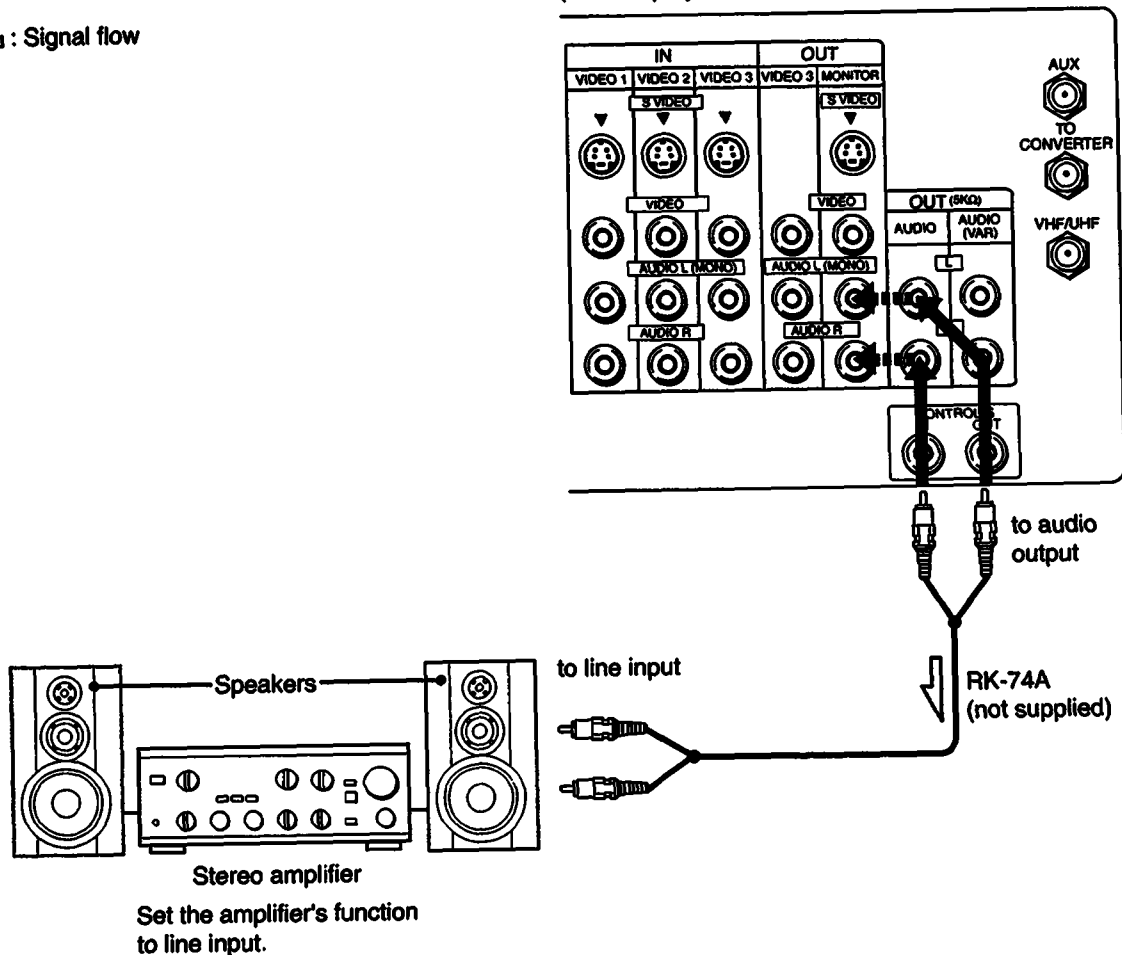 : Signal flow
IN
OUT
VIDEO 1
VIDEO 2
VIDEO 3
VIDEO 3
MONITOR
S VIDEO
S VIDEO
AUX
TO
CONVERTER
VIDEO
VIDEO
OUT (5KΩ)
AUDIO
AUDIO
(VAR)
VHF/UHF
AUDIO L (MONO)
AUDIO L (MONO)
L
AUDIO R
AUDIO R
to audio
output
Speakers
to line input
RK-74A
(not supplied)
Stereo amplifier
Set the amplifier's function
to line input.